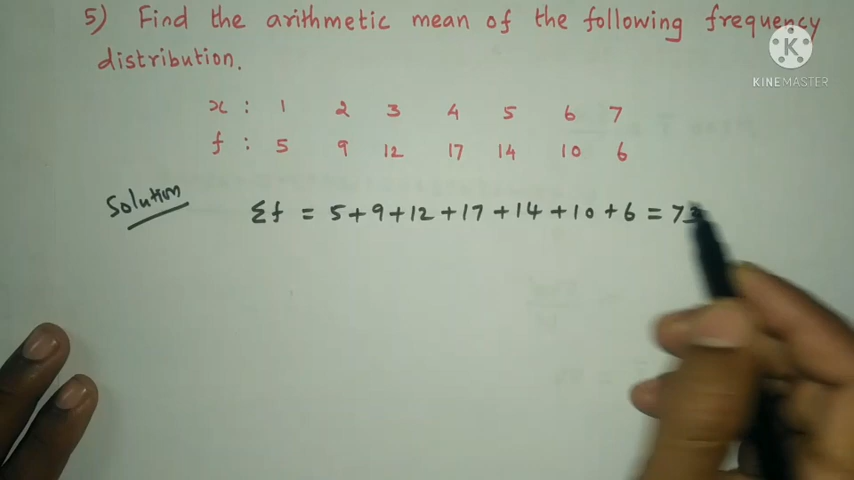 5) Find the arithmetic mean of the following frequency
distribution.
KINEMASTER
x : 1 2 3 4 5 6 7
f : 5 9 12 17 14 10 6
Solution
Σf = 5+9+12+17+14+10+6 = 73